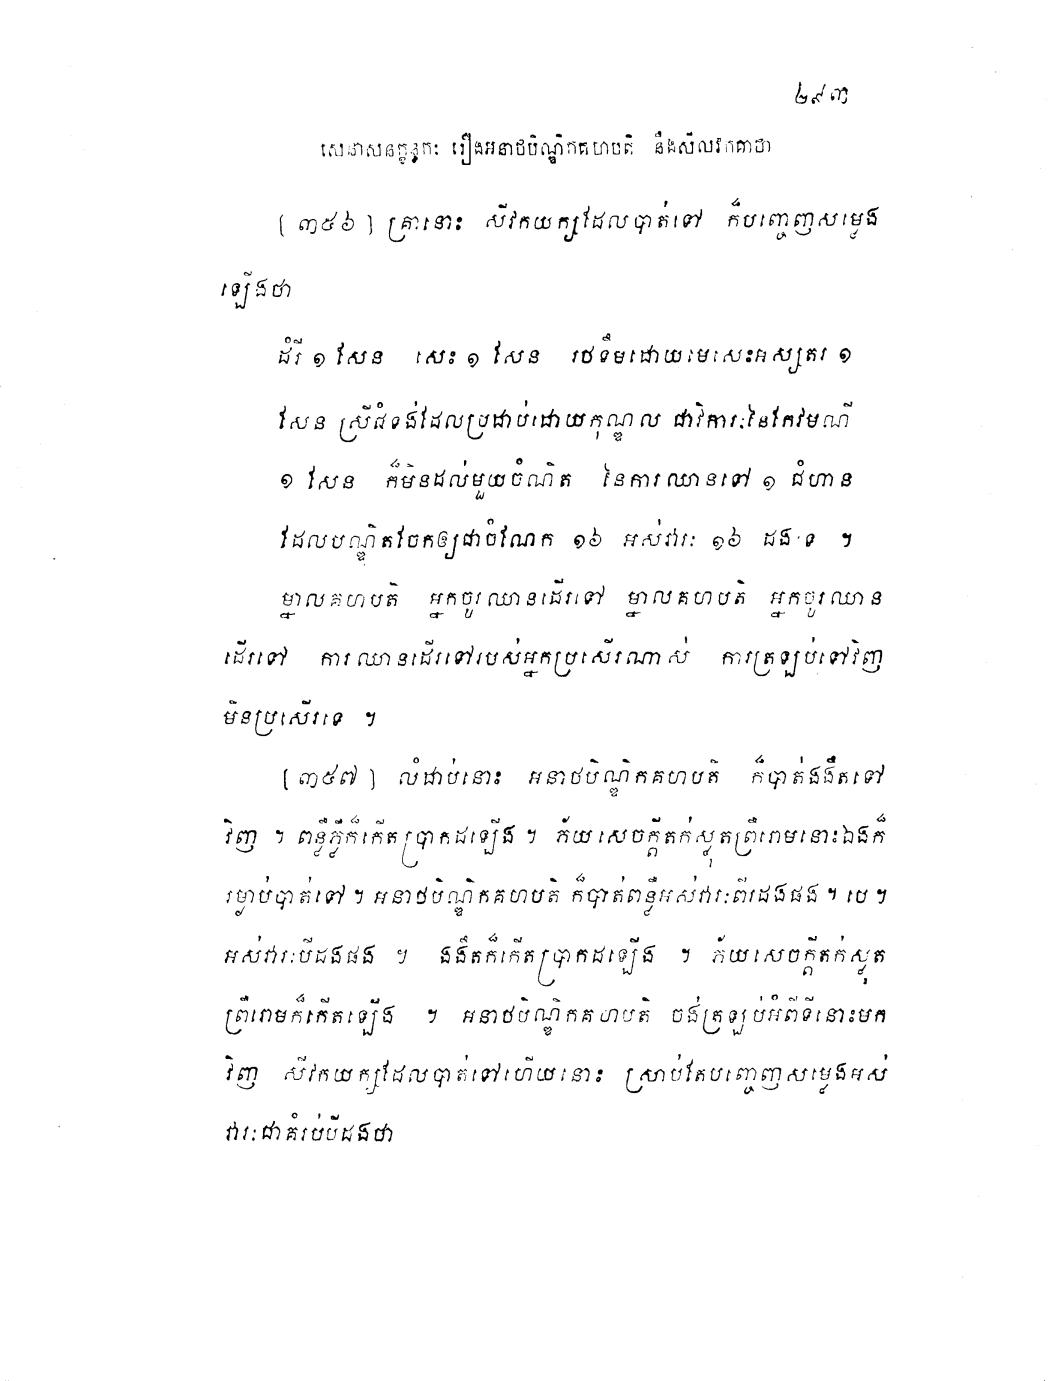 ២៩៣
សេនាសនក្ខន្ធកៈ រឿងអនាថបិណ្ឌិកគហបតិ និងសីលវកគាថា
[ ៣៥៦ ] គ្រានោះ សីវកយក្សដែលបាត់ទៅ ក៏បញ្ចេញសម្លេង
ឡើងថា
ដំរី ១ សែន សេះ ១ សែន រថទឹមដោយមេសេះអស្សតរ ១
សែន ស្រីជំទង់ដែលប្រដាប់ដោយកុណ្ឌល ជាវិការៈនៃកែវមណី
១ សែន ក៏មិនដល់មួយចំណិត នៃការឈានទៅ ១ ជំហាន
ដែលបណ្ឌិតចែកឲ្យជាចំណែក ១៦ អស់វារៈ ១៦ ដង ទេ ។
ម្នាលគហបតិ អ្នកចូរឈានដើរទៅ ម្នាលគហបតិ អ្នកចូរឈាន
ដើរទៅ ការឈានដើរទៅរបស់អ្នកប្រសើរណាស់ ការត្រឡប់ទៅវិញ
មិនប្រសើរទេ ។
[ ៣៥៧ ] លំដាប់នោះ អនាថបិណ្ឌិកគហបតិ ក៏បាត់ងងឹតទៅ
វិញ ។ ពន្លឺភ្លឺក៏កើតប្រាកដឡើង ។ ភ័យសេចក្តីតក់ស្លុតព្រឺរោមនោះឯងក៏
រម្ងាប់បាត់ទៅ ។ អនាថបិណ្ឌិកគហបតិ ក៏បាត់ពន្លឺអស់វារៈពីរដងផង ។ បេ ។
អស់វារៈបីដងផង ។ ងងឹតក៏កើតប្រាកដឡើង ។ ភ័យសេចក្តីតក់ស្លុត
ព្រឺរោមក៏កើតឡើង ។ អនាថបិណ្ឌិកគហបតិ ចង់ត្រឡប់អំពីទីនោះមក
វិញ សីវកយក្សដែលបាត់ទៅហើយនោះ ស្រាប់តែបញ្ចេញសម្លេងអស់
វារៈជាគំរប់បីដងថា